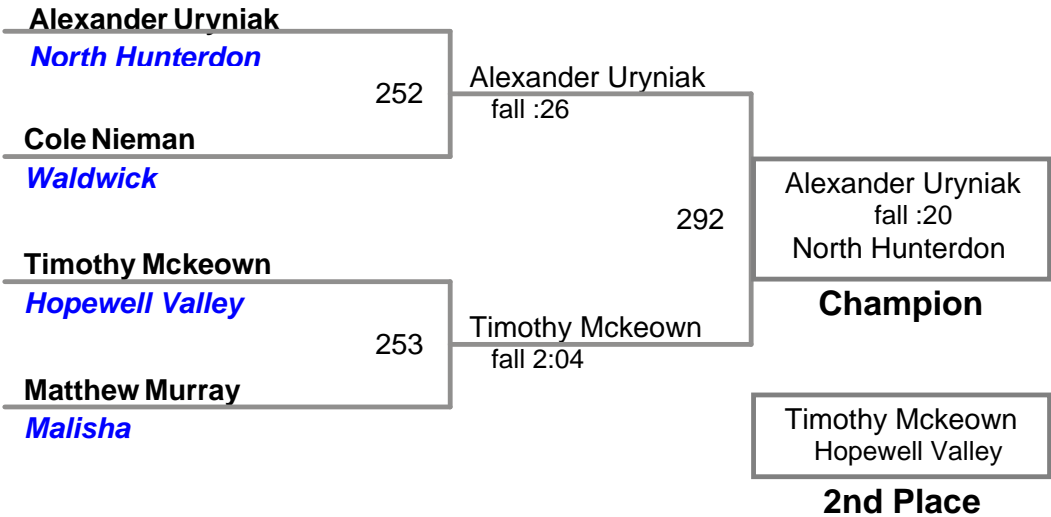 Alexander Uryniak
North Hunterdon
252
Cole Nieman
Waldwick
Alexander Uryniak
fall :26
Timothy Mckeown
Hopewell Valley
253
Matthew Murray
Malisha
Timothy Mckeown
fall 2:04
292
Alexander Uryniak
fall :20
North Hunterdon
Champion
Timothy Mckeown
Hopewell Valley
2nd Place